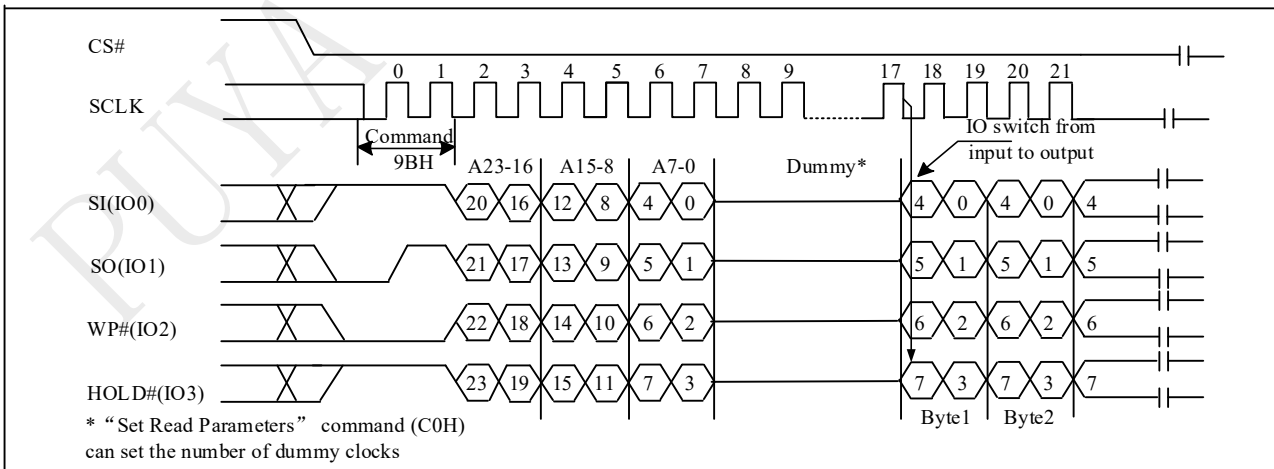 PUYA
CS#
0 1 2 3 4 5 6 7 8 9 17 18 19 20 21
SCLK
Command
9BH
IO switch from
input to output
A23-16 A15-8 A7-0 Dummy*
SI(IO0) 20 16 12 8 4 0 4 0 4 0 4
SO(IO1) 21 17 13 9 5 1 5 1 5 1 5
WP#(IO2) 22 18 14 10 6 2 6 2 6 2 6
HOLD#(IO3) 23 19 15 11 7 3 7 3 7 3 7
Byte1 Byte2
* “Set Read Parameters” command (C0H)
can set the number of dummy clocks